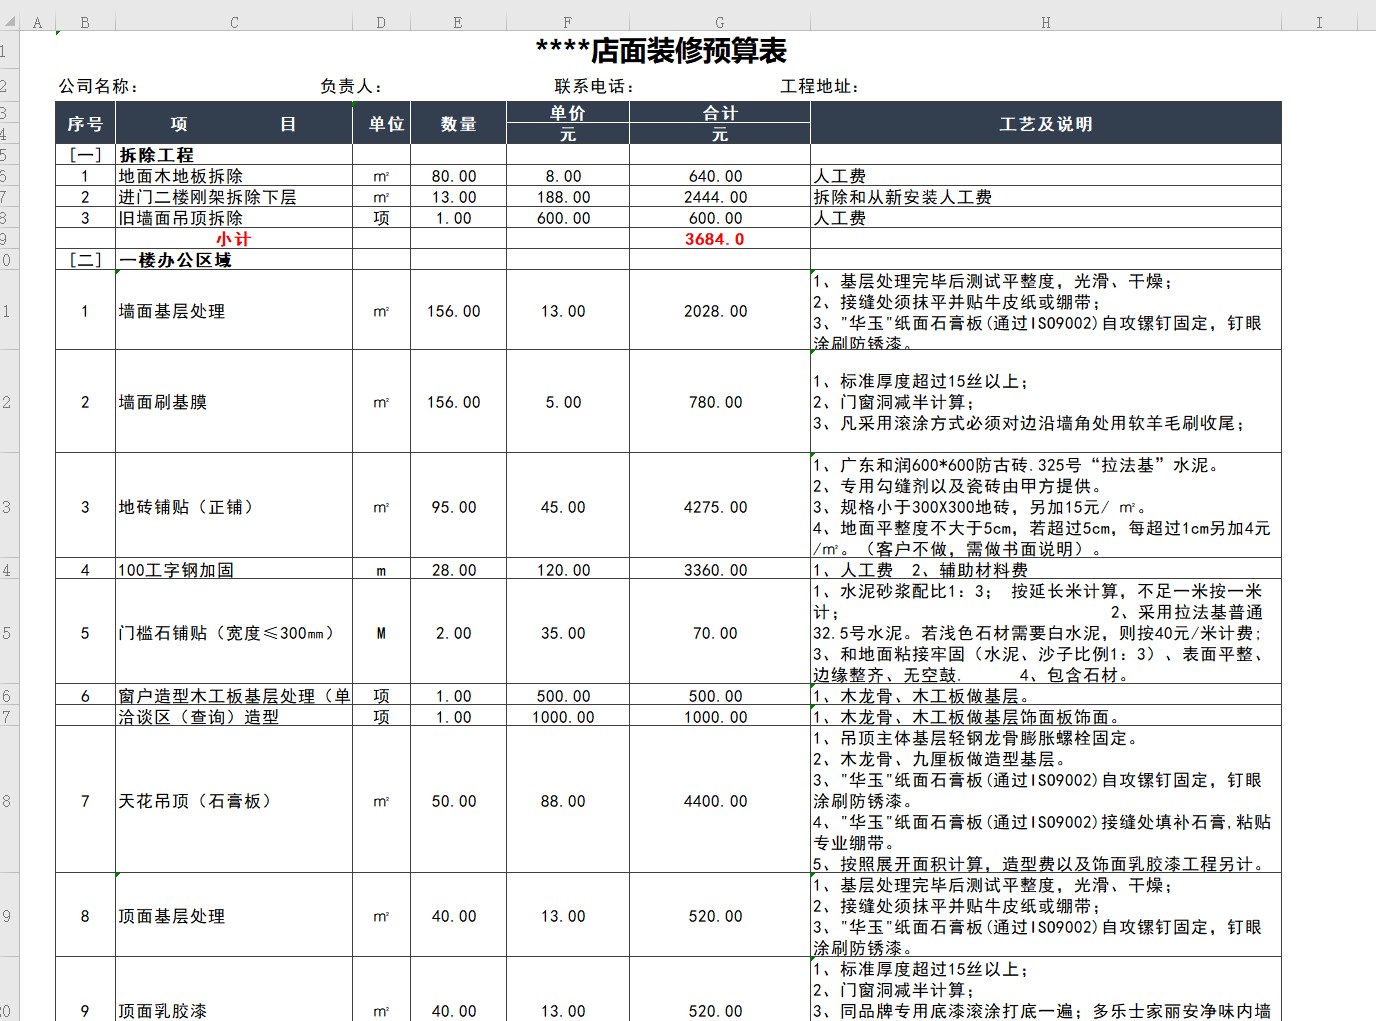 A B C D E F G H I
1 ****店面装修预算表
2 公司名称： 负责人： 联系电话： 工程地址：
3 序号 项 目 单位 数量 单价 合计 工艺及说明
4 元 元
5 [一] 拆除工程
6 1 地面木地板拆除 ㎡ 80.00 8.00 640.00 人工费
7 2 进门二楼刚架拆除下层 ㎡ 13.00 188.00 2444.00 拆除和从新安装人工费
8 3 旧墙面吊顶拆除 项 1.00 600.00 600.00 人工费
9 小计 3684.0
0 [二] 一楼办公区域
1 1 墙面基层处理 ㎡ 156.00 13.00 2028.00 1、基层处理完毕后测试平整度，光滑、干燥；
2、接缝处须抹平并贴牛皮纸或绷带；
3、"华玉"纸面石膏板(通过ISO9002)自攻镙钉固定，钉眼
涂刷防锈漆。
2 2 墙面刷基膜 ㎡ 156.00 5.00 780.00 1、标准厚度超过15丝以上；
2、门窗洞减半计算；
3、凡采用滚涂方式必须对边沿墙角处用软羊毛刷收尾；
3 3 地砖铺贴（正铺） ㎡ 95.00 45.00 4275.00 1、广东和润600*600防古砖.325号“拉法基”水泥。
2、专用勾缝剂以及瓷砖由甲方提供。
3、规格小于300X300地砖，另加15元/ ㎡。
4、地面平整度不大于5cm，若超过5cm，每超过1cm另加4元
/㎡。（客户不做，需做书面说明）。
4 4 100工字钢加固 m 28.00 120.00 3360.00 1、人工费 2、辅助材料费
5 5 门槛石铺贴（宽度≤300㎜） M 2.00 35.00 70.00 1、水泥砂浆配比1：3； 按延长米计算，不足一米按一米
计； 2、采用拉法基普通
32.5号水泥。若浅色石材需要白水泥，则按40元/米计费;
3、和地面粘接牢固（水泥、沙子比例1：3）、表面平整、
边缘整齐、无空鼓. 4、包含石材。
6 6 窗户造型木工板基层处理（单 项 1.00 500.00 500.00 1、木龙骨、木工板做基层。
7 洽谈区（查询）造型 项 1.00 1000.00 1000.00 1、木龙骨、木工板做基层饰面板饰面。
8 7 天花吊顶（石膏板） ㎡ 50.00 88.00 4400.00 1、吊顶主体基层轻钢龙骨膨胀螺栓固定。
2、木龙骨、九厘板做造型基层。
3、"华玉"纸面石膏板(通过ISO9002)自攻镙钉固定，钉眼
涂刷防锈漆。
4、"华玉"纸面石膏板(通过ISO9002)接缝处填补石膏,粘贴
专业绷带。
5、按照展开面积计算，造型费以及饰面乳胶漆工程另计。
9 8 顶面基层处理 ㎡ 40.00 13.00 520.00 1、基层处理完毕后测试平整度，光滑、干燥；
2、接缝处须抹平并贴牛皮纸或绷带；
3、"华玉"纸面石膏板(通过ISO9002)自攻镙钉固定，钉眼
涂刷防锈漆。
0 9 顶面乳胶漆 ㎡ 40.00 13.00 520.00 1、标准厚度超过15丝以上；
2、门窗洞减半计算；
3、同品牌专用底漆滚涂打底一遍；多乐士家丽安净味内墙